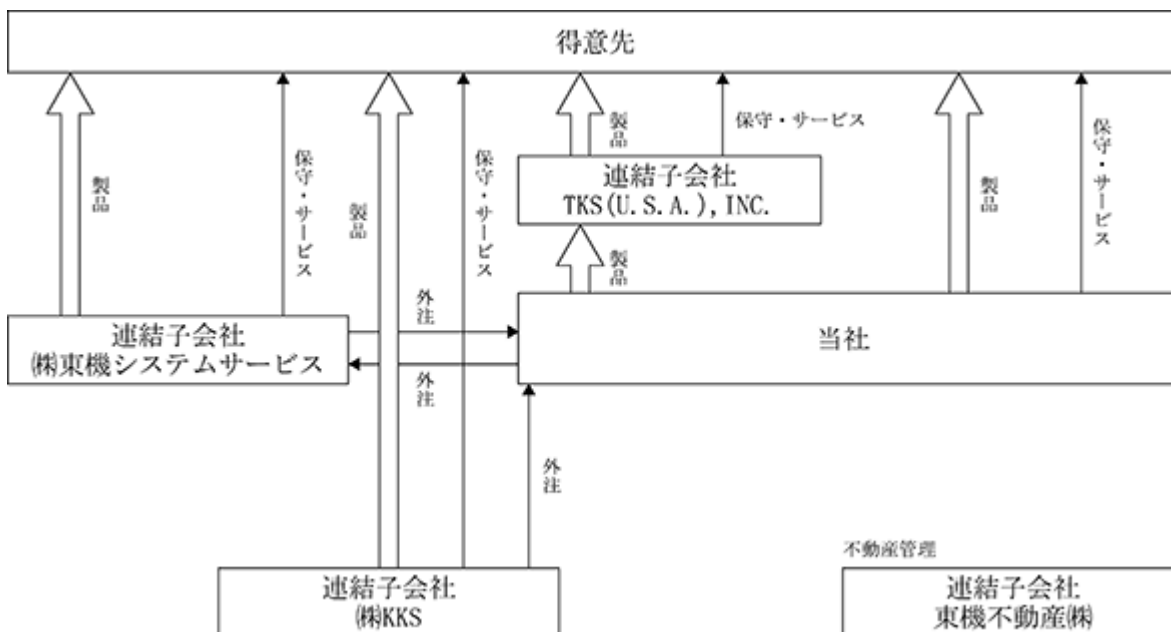 得意先
製品
保守・サービス
製品
保守・サービス
製品
保守・サービス
製品
保守・サービス
連結子会社
TKS(U.S.A.),INC.
製品
連結子会社
㈱東機システムサービス
外注
外注
当社
外注
不動産管理
連結子会社
㈱KKS
連結子会社
東機不動産㈱